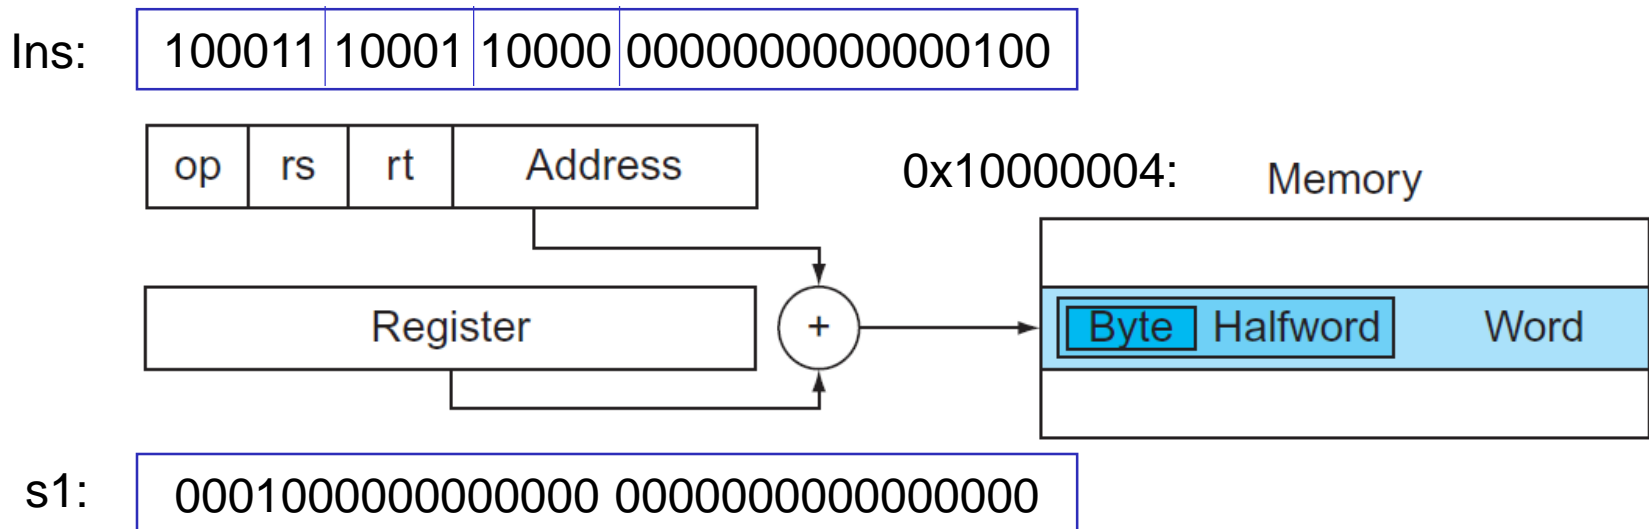 Ins: 100011 10001 10000 0000000000000100
op rs rt Address 0x10000004: Memory
Register + Byte Halfword Word
s1: 0001000000000000 0000000000000000